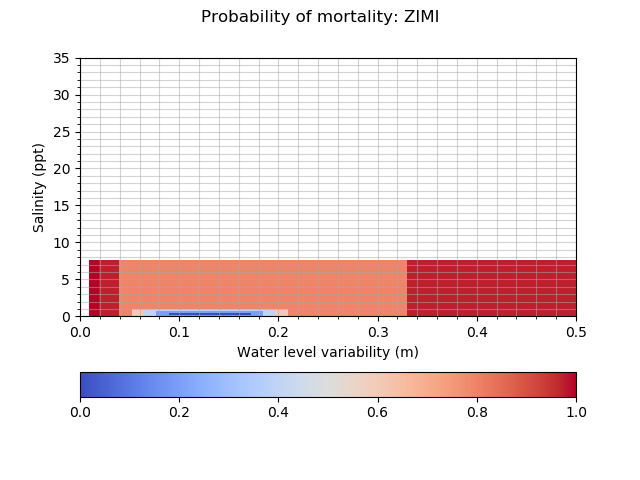 Probability of mortality: ZIMI
35
30
25
20
15
10
5
0
Salinity (ppt)
0.0 0.1 0.2 0.3 0.4 0.5
Water level variability (m)
0.0 0.2 0.4 0.6 0.8 1.0